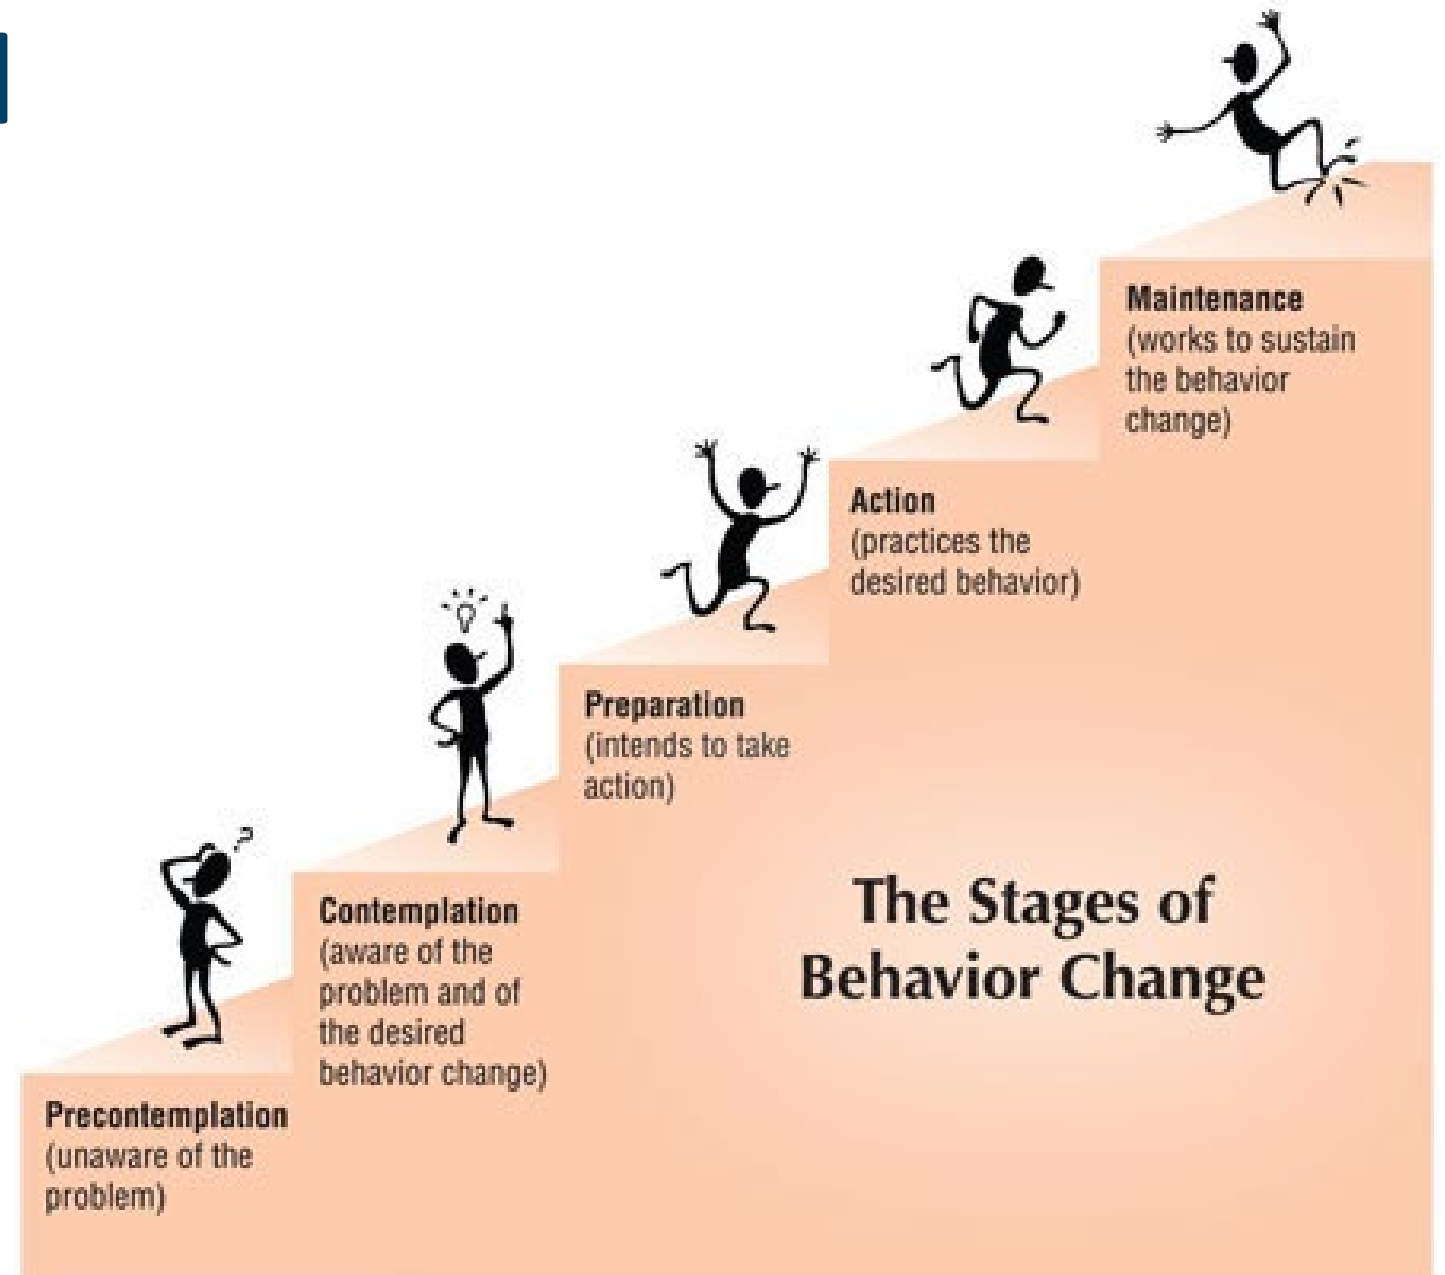 Maintenance
(works to sustain
the behavior
change)
Action
(practices the
desired behavior)
Preparation
(intends to take
action)
Contemplation
(aware of the
problem and of
the desired
behavior change)
Precontemplation
(unaware of the
problem)
The Stages of
Behavior Change
?